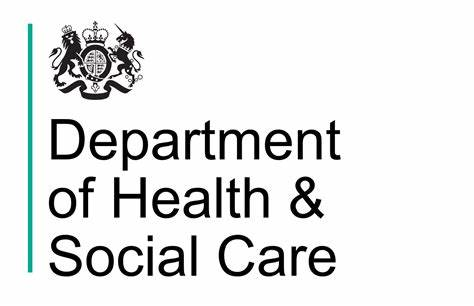 Department
of Health &
Social Care